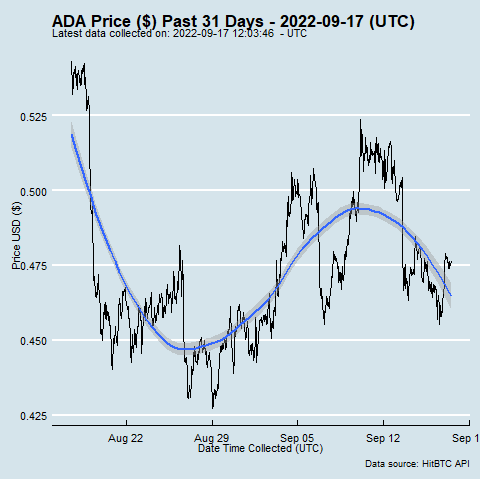 ADA Price ($) Past 31 Days - 2022-09-17 (UTC)
Latest data collected on: 2022-09-17 12:03:46 - UTC
Price USD ($)
0.525
0.500
0.475
0.450
0.425
Aug 22 Aug 29 Sep 05 Sep 12 Sep 1
Date Time Collected (UTC)
Data source: HitBTC API